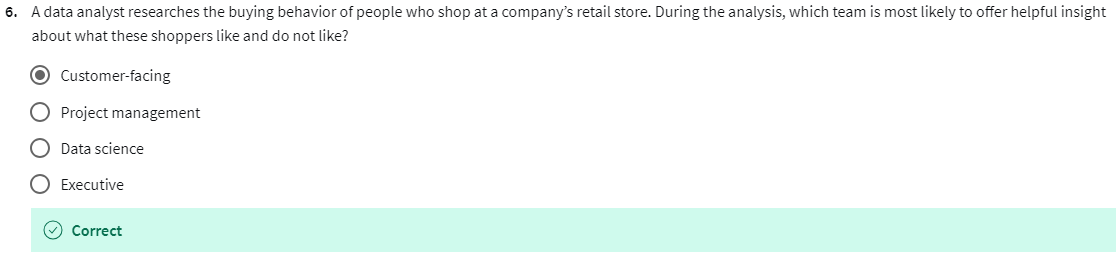 6. A data analyst researches the buying behavior of people who shop at a company's retail store. During the analysis, which team is most likely to offer helpful insight
about what these shoppers like and do not like?
Customer-facing
Project management
Data science
Executive
Correct